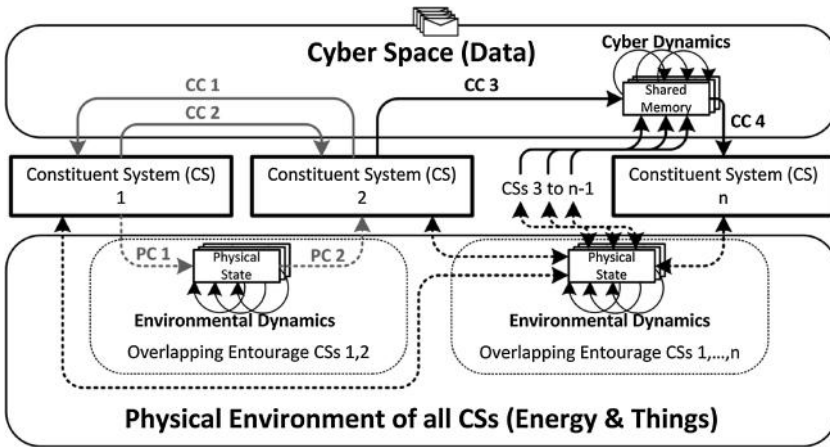 Cyber Space (Data)
Cyber Dynamics
CC 1
CC 2
CC 3
Shared
Memory
CC 4
Constituent System (CS)
1
Constituent System (CS)
2
CSs 3 to n-1
Constituent System (CS)
n
PC 1
Physical
State
PC 2
Environmental Dynamics
Overlapping Entourage CSs 1,2
Physical
State
Environmental Dynamics
Overlapping Entourage CSs 1,...,n
Physical Environment of all CSs (Energy & Things)